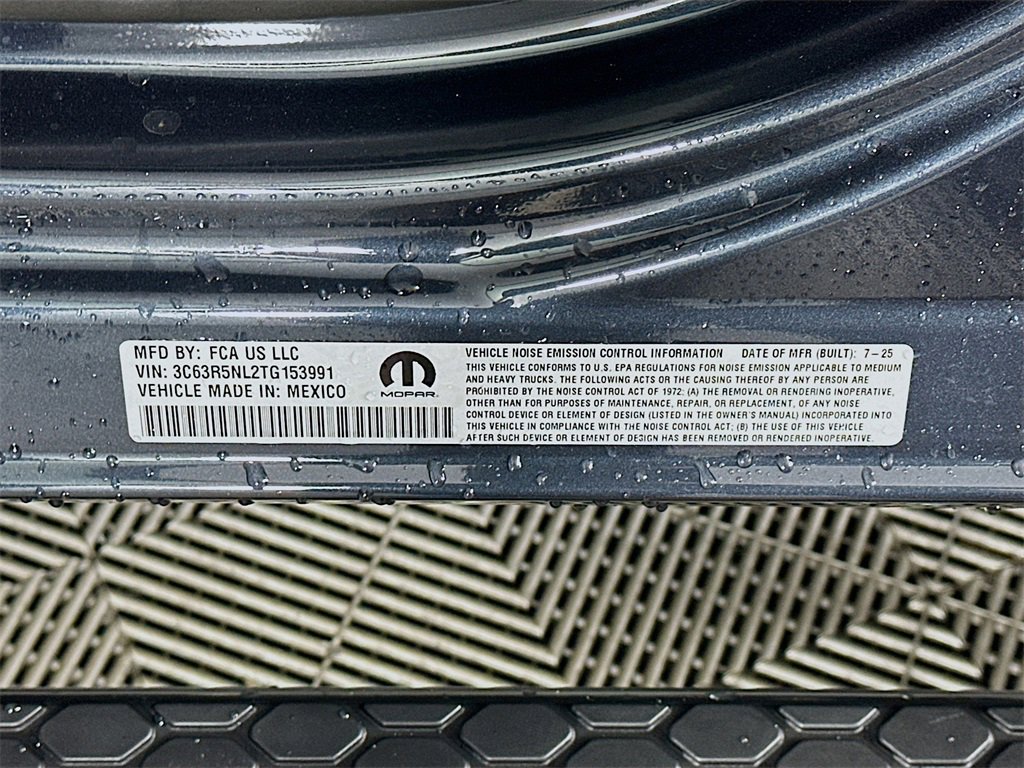 MFD BY: FCA US LLC
VIN: 3C63R5NL2TG153991
VEHICLE MADE IN: MEXICO
MOPAR®
VEHICLE NOISE EMISSION CONTROL INFORMATION DATE OF MFR (BUILT): 7-25
THIS VEHICLE CONFORMS TO U.S. EPA REGULATIONS FOR NOISE EMISSION APPLICABLE TO MEDIUM
AND HEAVY TRUCKS. THE FOLLOWING ACTS OR THE CAUSING THEREOF BY ANY PERSON ARE
PROHIBITED BY THE NOISE CONTROL ACT OF 1972: (A) THE REMOVAL OR RENDERING INOPERATIVE,
OTHER THAN FOR PURPOSES OF MAINTENANCE, REPAIR, OR REPLACEMENT, OF ANY NOISE
CONTROL DEVICE OR ELEMENT OF DESIGN (LISTED IN THE OWNER'S MANUAL) INCORPORATED INTO
THIS VEHICLE IN COMPLIANCE WITH THE NOISE CONTROL ACT; (B) THE USE OF THIS VEHICLE
AFTER SUCH DEVICE OR ELEMENT OF DESIGN HAS BEEN REMOVED OR RENDERED INOPERATIVE.